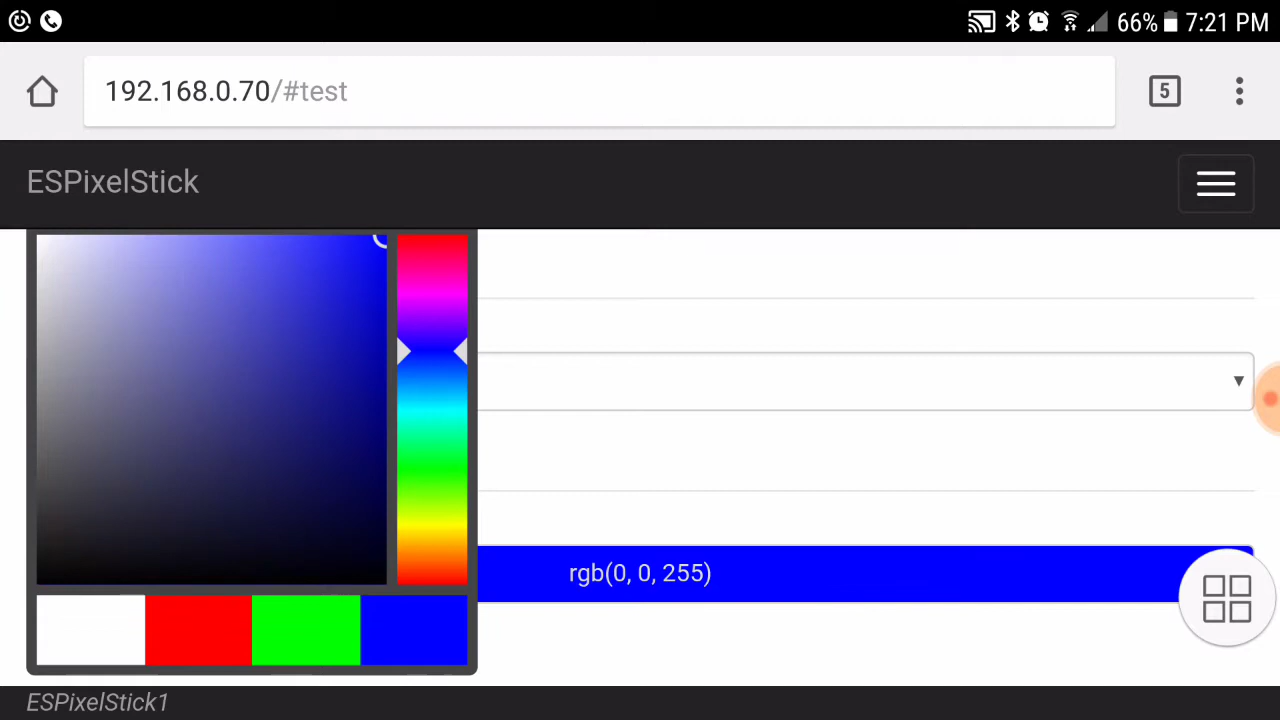 66% 7:21 PM
192.168.0.70/#test
5
ESPixelStick
rgb(0, 0, 255)
ESPixelStick1